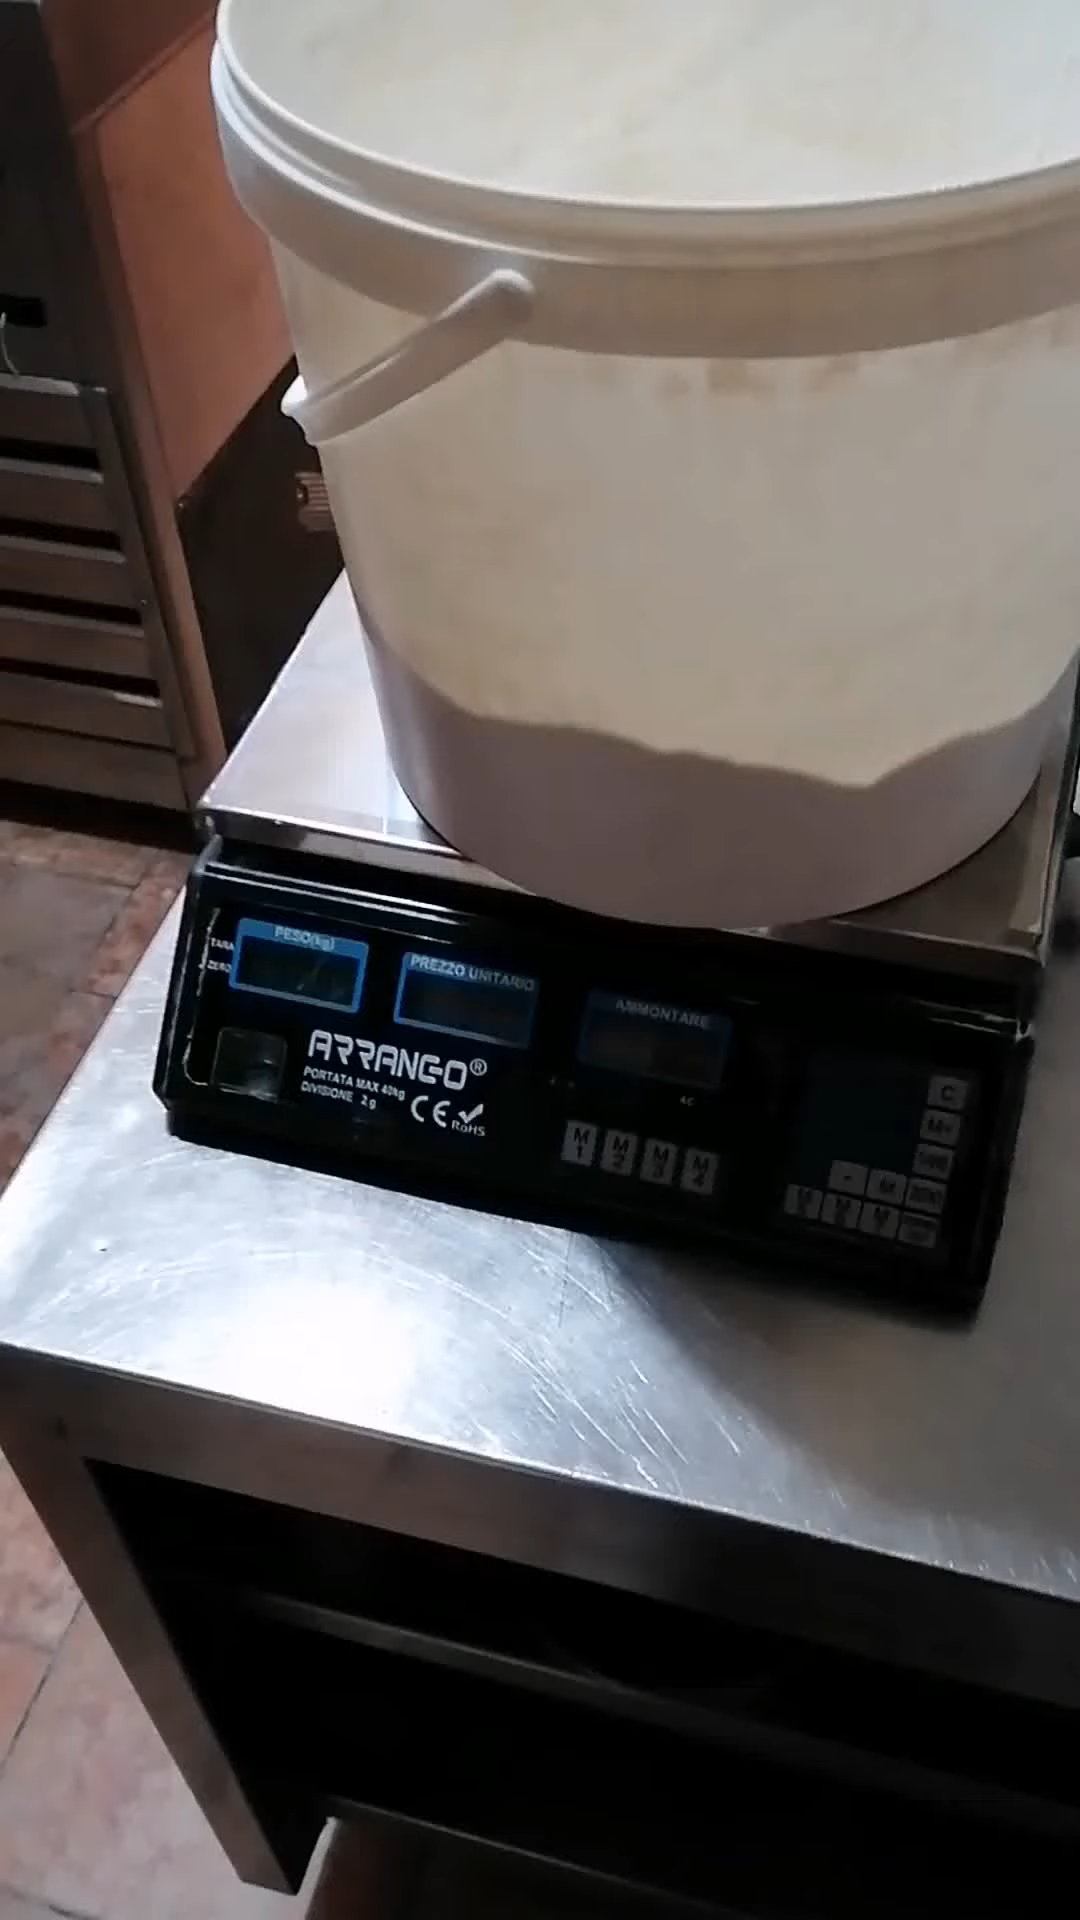 PESO(kg)
TARA
ZERO
PREZZO UNITARIO
AMMONTARE
ARRANGO®
PORTATA MAX 40kg
DIVISIONE 2g
CE RoHS
M1 M2 M3 M4
C
M+